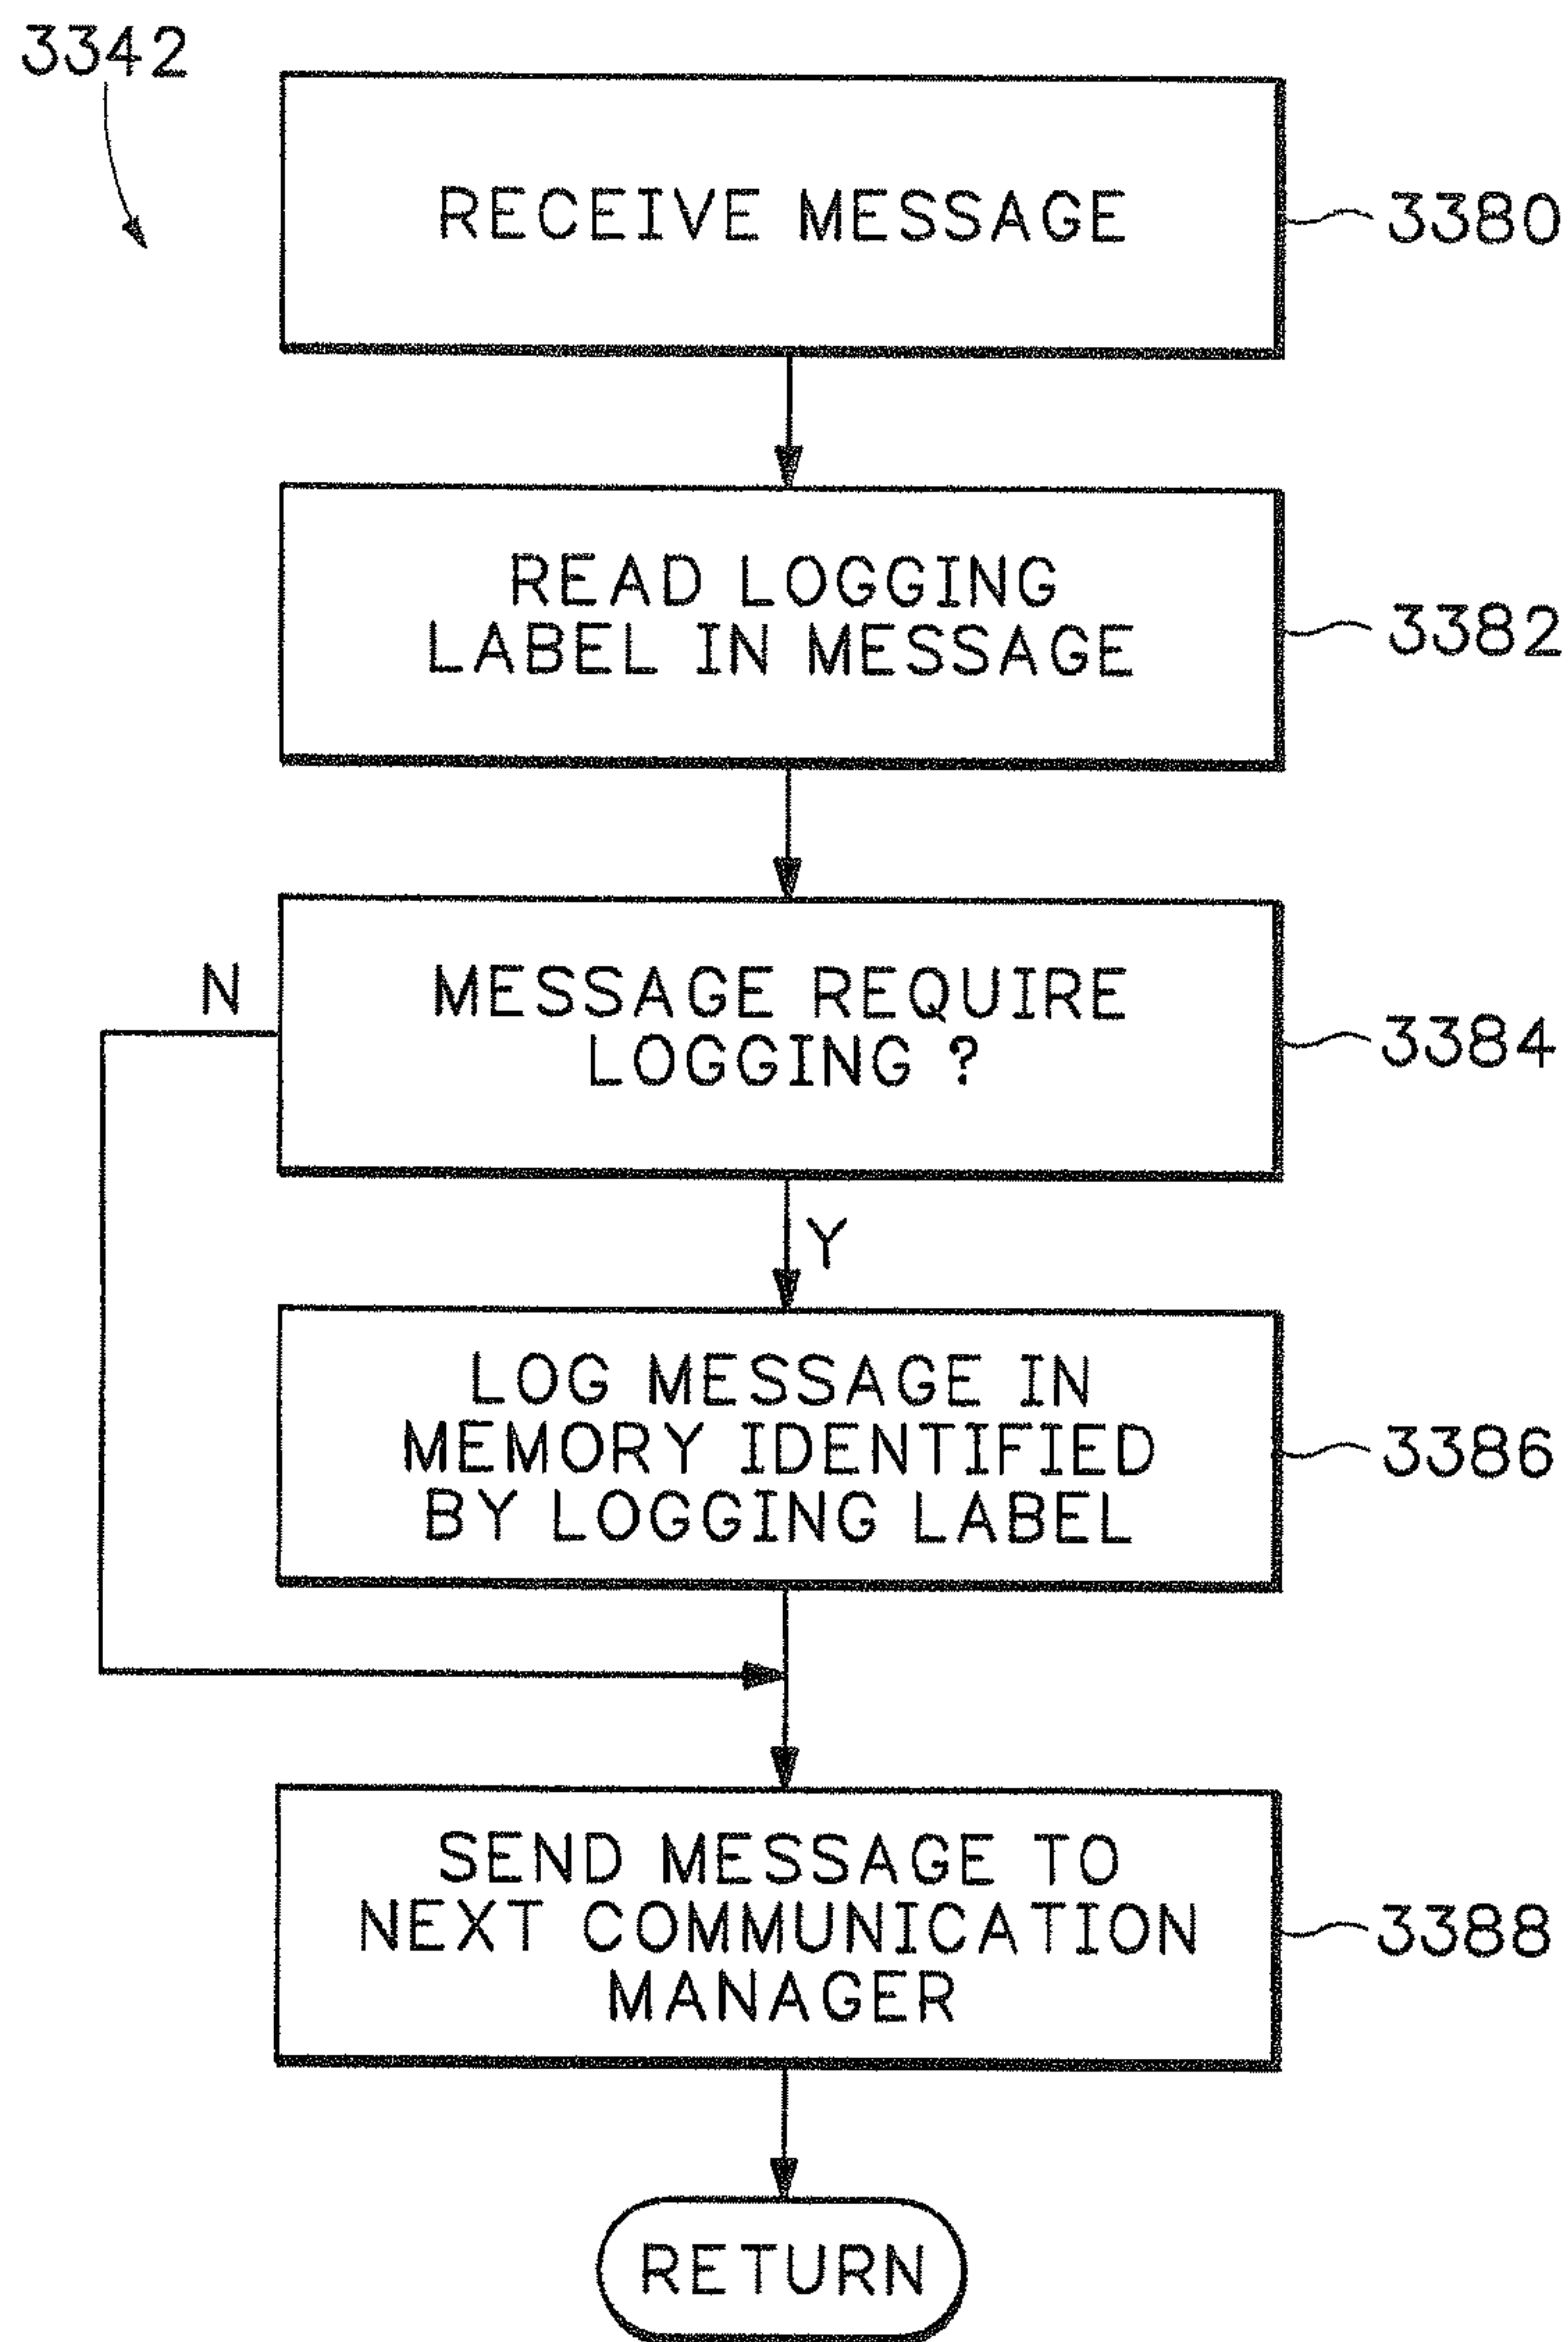 3342
RECEIVE MESSAGE
3380
READ LOGGING
LABEL IN MESSAGE
3382
MESSAGE REQUIRE
LOGGING ?
3384
N
Y
LOG MESSAGE IN
MEMORY IDENTIFIED
BY LOGGING LABEL
3386
SEND MESSAGE TO
NEXT COMMUNICATION
MANAGER
3388
RETURN